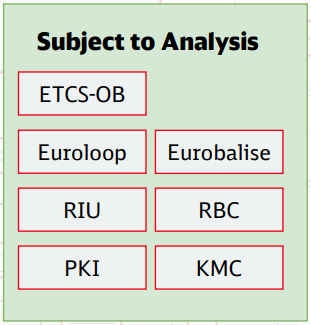 Subject to Analysis
ETCS-OB
Euroloop Eurobalise
RIU RBC
PKI KMC